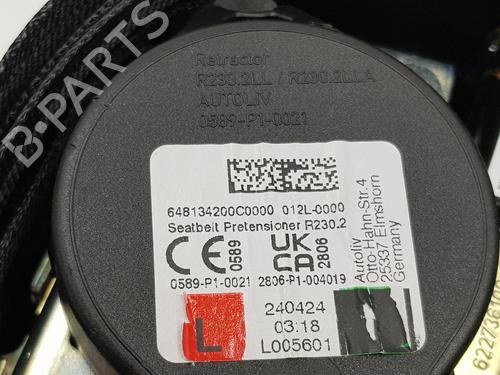 Retractor
R230.2LL / R230.2LLA
AUTOLIV
0589-P1-0021
648134200C0000 012L-0000
Seatbelt Pretensioner R230.2
CE 0589
UKCA 2806
0589-P1-0021 2806-P1-004019
Autoliv
Otto-Hahn-Str.4
25337 Elmshorn
Germany
L
240424
03:18
L005601
B-PARTS